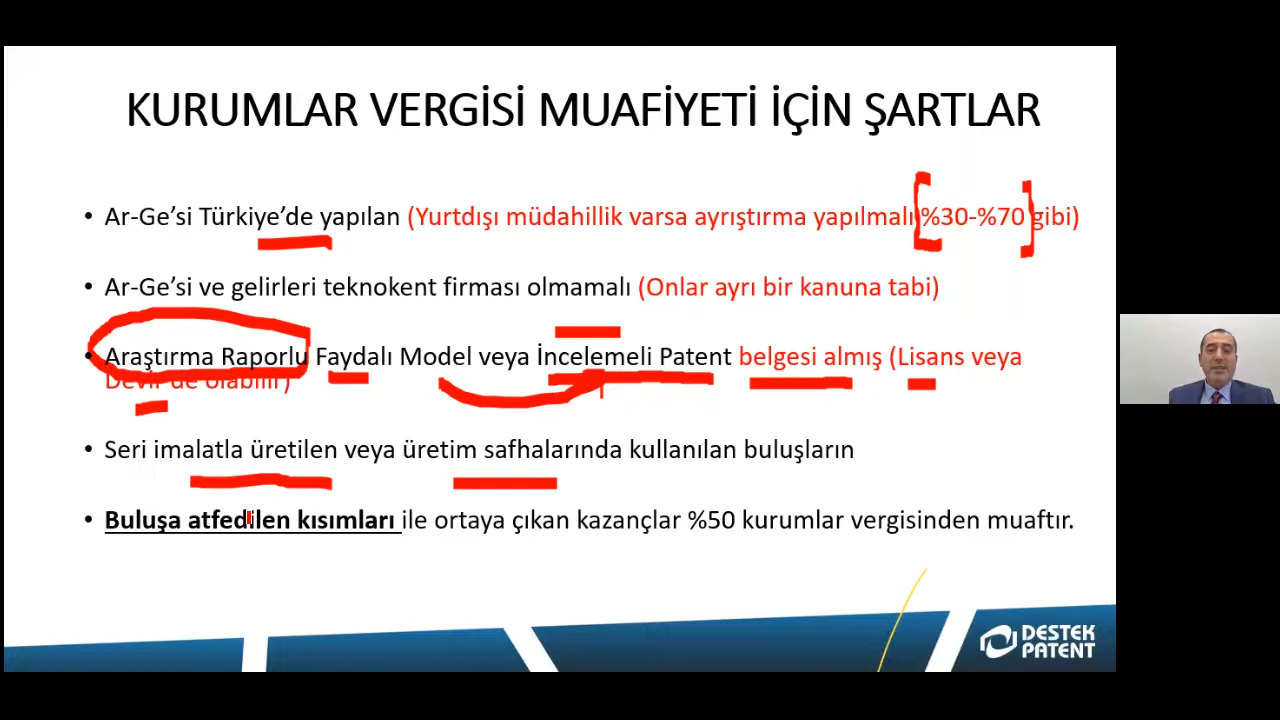 KURUMLAR VERGİSİ MUAFİYETİ İÇİN ŞARTLAR
• Ar-Ge’si Türkiye’de yapılan (Yurtdışı müdahillik varsa ayrıştırma yapılmalı %30-%70 gibi)
• Ar-Ge’si ve gelirleri teknokent firması olmamalı (Onlar ayrı bir kanuna tabi)
• Araştırma Raporlu Faydalı Model veya İncelemeli Patent belgesi almış (Lisans veya
Devir de olabilir)
• Seri imalatla üretilen veya üretim safhalarında kullanılan buluşların
• Buluşa atfedilen kısımları ile ortaya çıkan kazançlar %50 kurumlar vergisinden muaftır.
DESTEK
PATENT